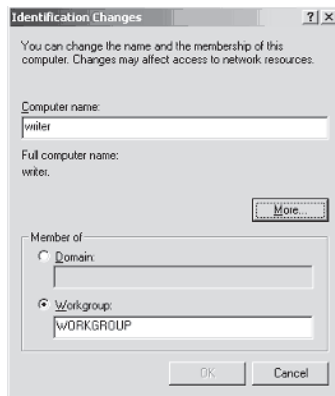 Identification Changes
You can change the name and the membership of this
computer. Changes may affect access to network resources.
Computer name:
writer
Full computer name:
writer.
More...
Member of
Domain:
Workgroup:
WORKGROUP
OK
Cancel